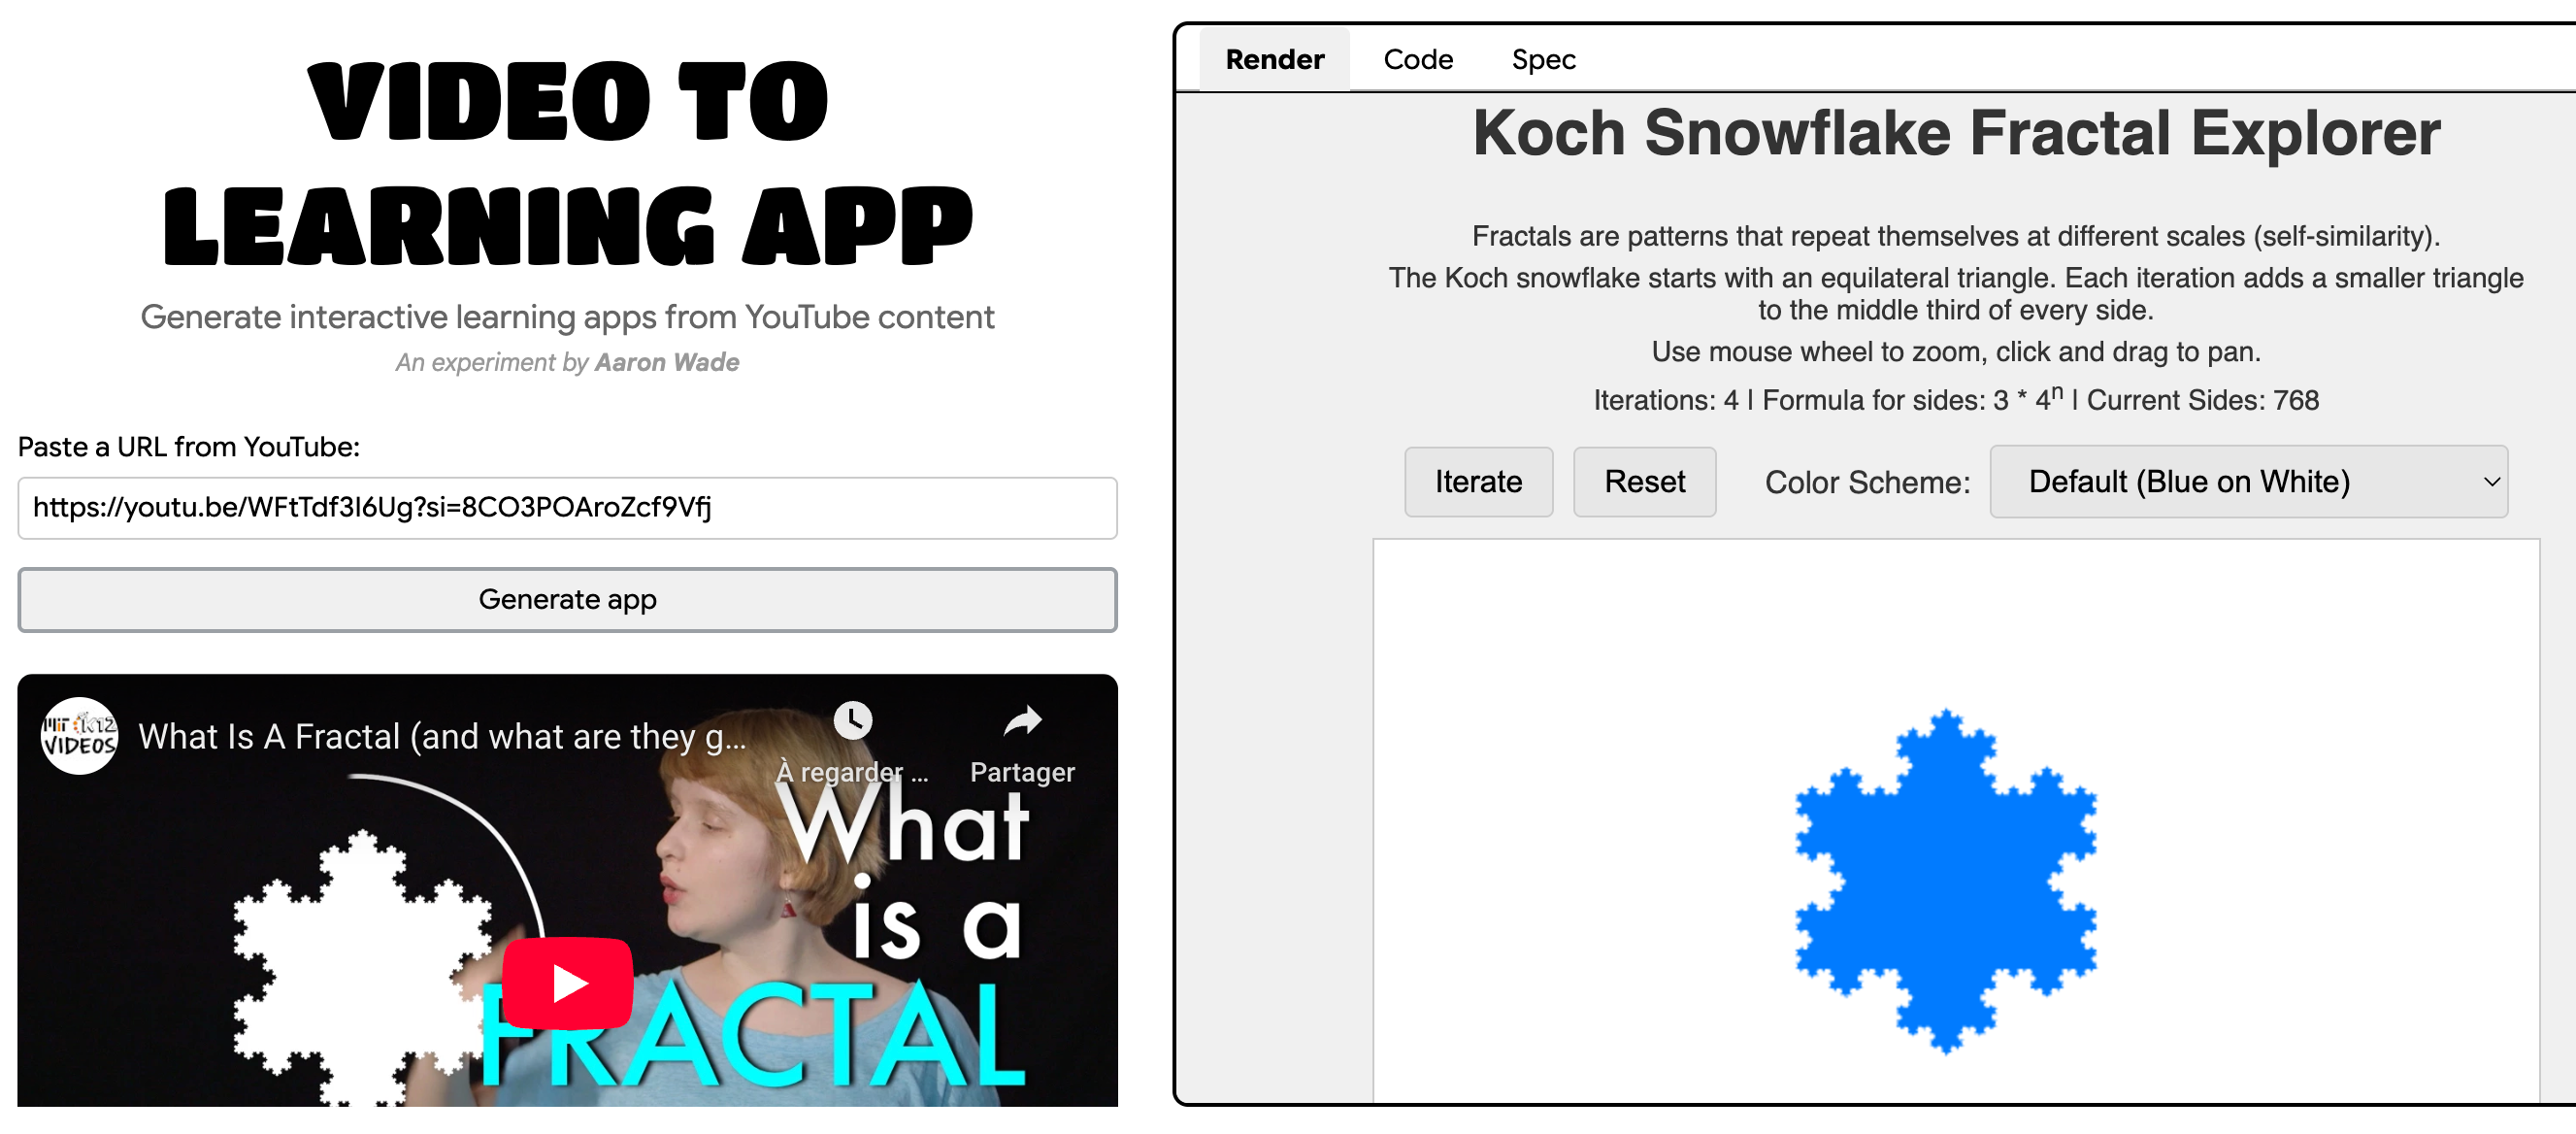 VIDEO TO
LEARNING APP
Generate interactive learning apps from YouTube content
An experiment by Aaron Wade
Paste a URL from YouTube:
https://youtu.be/WFtTdf3I6Ug?si=8CO3POAroZcf9Vfj
Generate app
MIT K12
VIDEOS
What Is A Fractal (and what are they g...
À regarder ...
Partager
What
is a
FRACTAL
Render
Code
Spec
Koch Snowflake Fractal Explorer
Fractals are patterns that repeat themselves at different scales (self-similarity).
The Koch snowflake starts with an equilateral triangle. Each iteration adds a smaller triangle
to the middle third of every side.
Use mouse wheel to zoom, click and drag to pan.
Iterations: 4 | Formula for sides: 3 * 4ⁿ | Current Sides: 768
Iterate
Reset
Color Scheme:
Default (Blue on White)